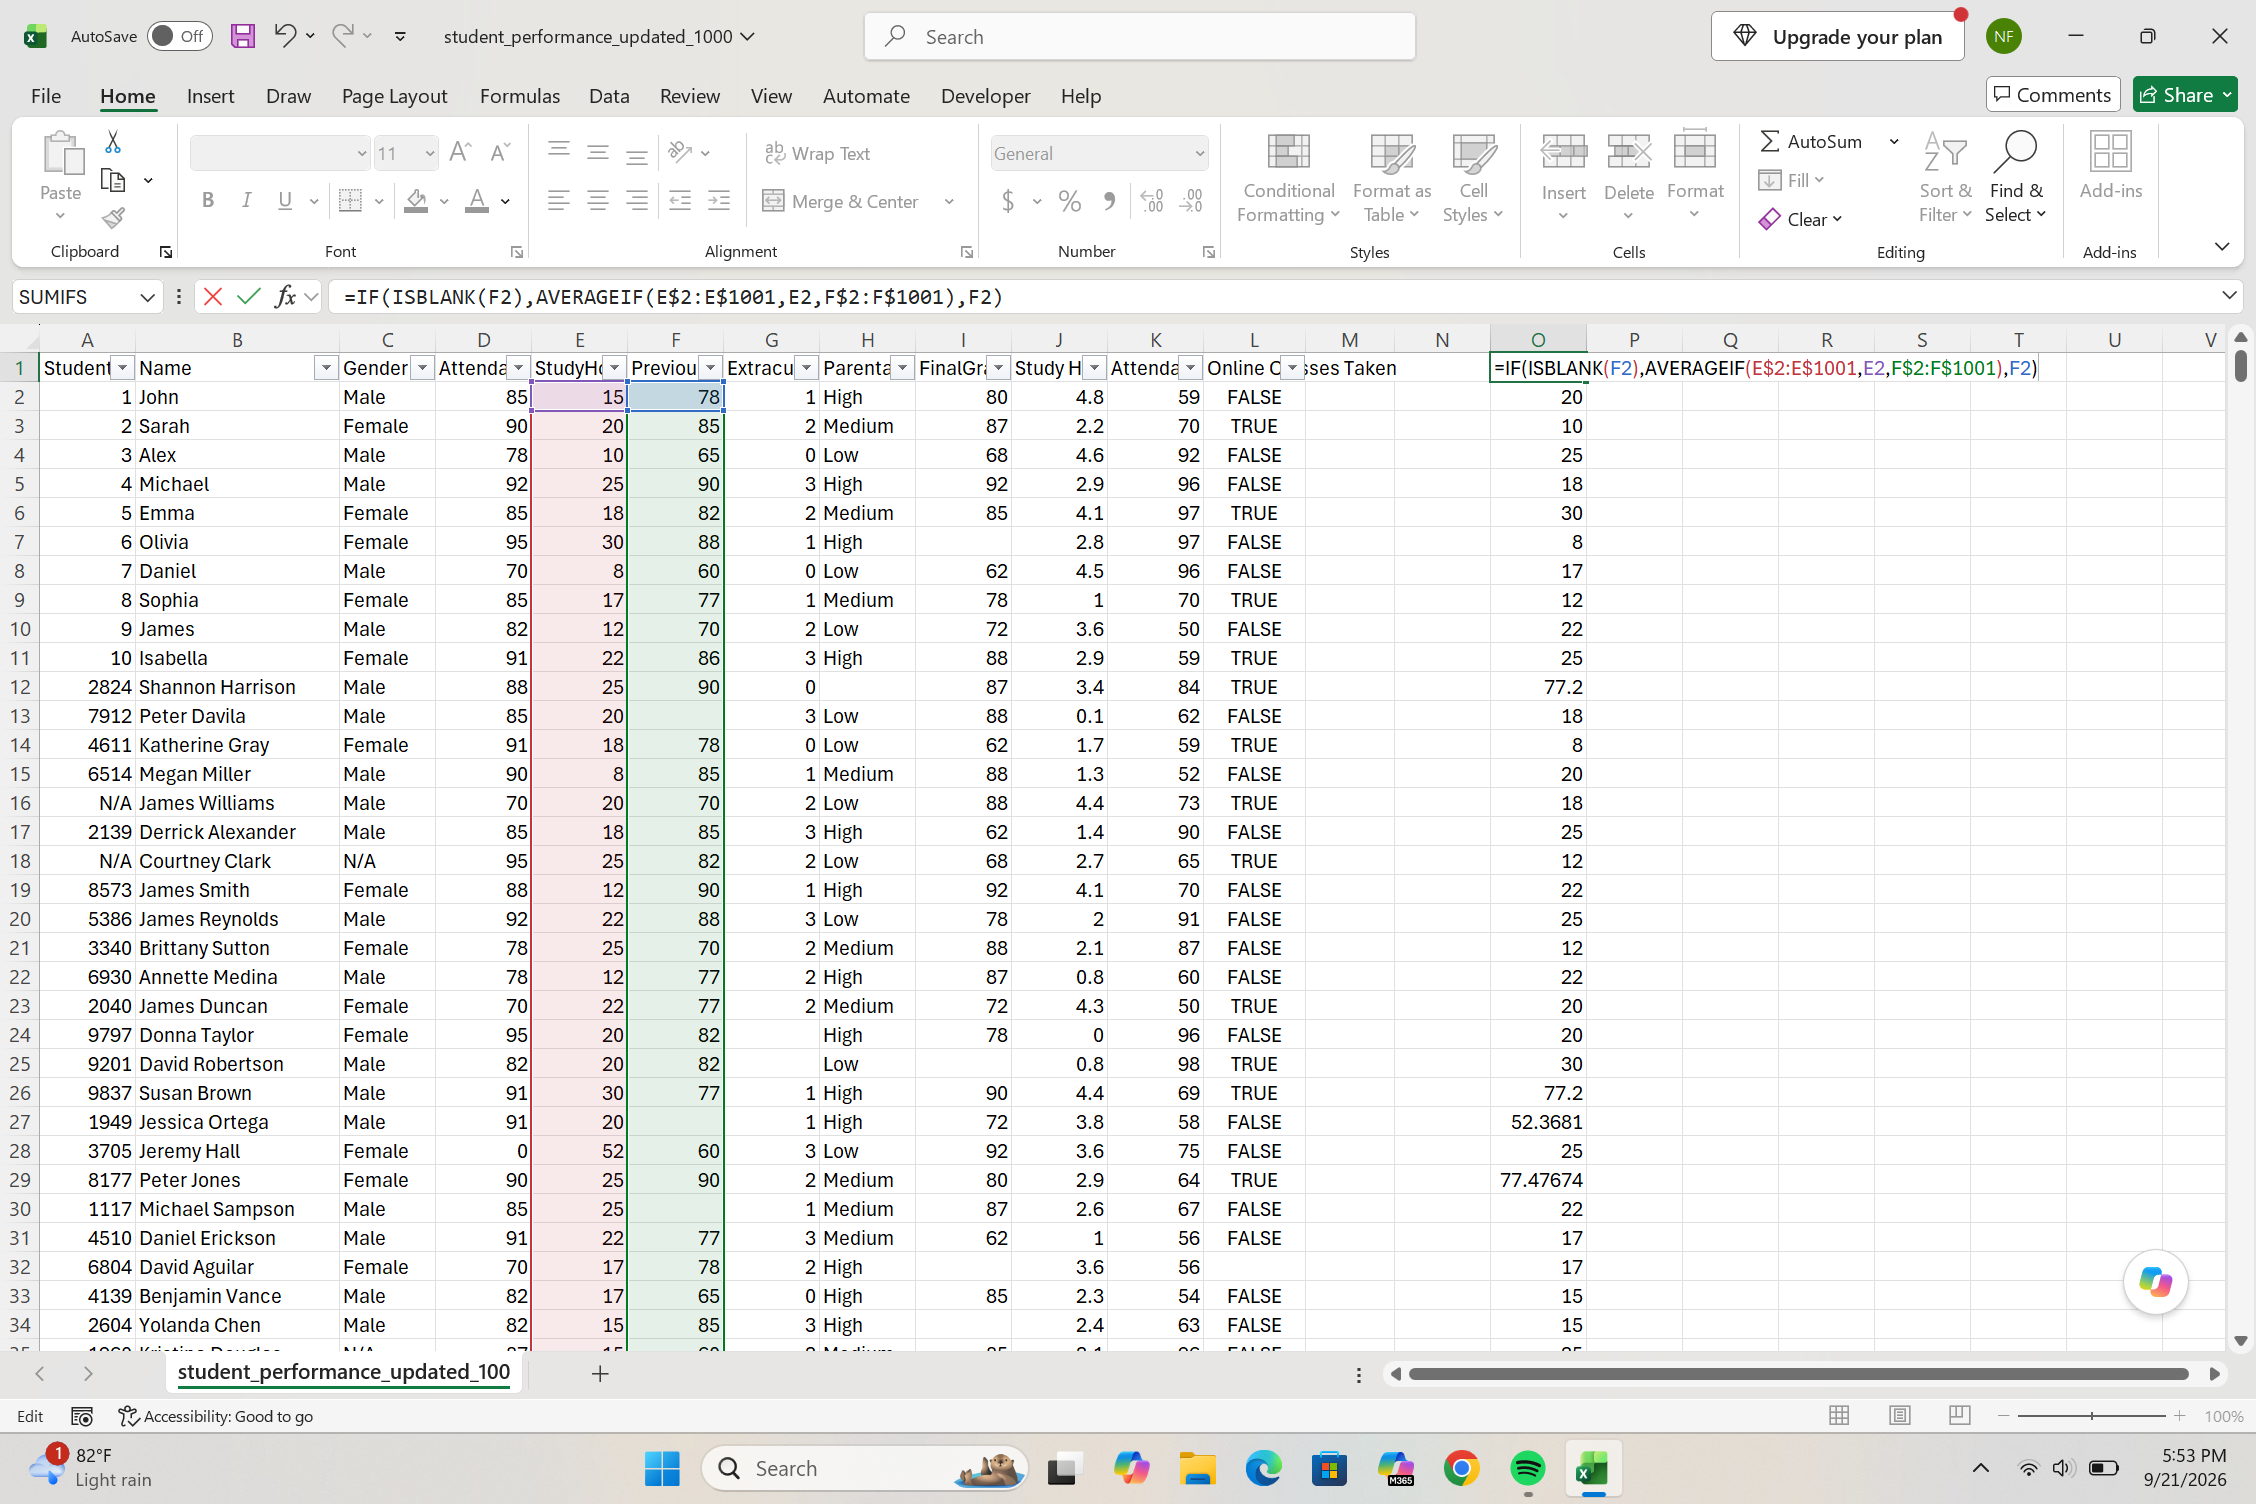 AutoSave Off student_performance_updated_1000 Search Upgrade your plan NF
File Home Insert Draw Page Layout Formulas Data Review View Automate Developer Help Comments Share
Paste 11 Wrap Text General Conditional Formatting Format as Table Cell Styles Insert Delete Format AutoSum Fill Clear Sort & Filter Find & Select Add-ins
B I U A Merge & Center $ %
Clipboard Font Alignment Number Styles Cells Editing Add-ins
SUMIFS fx =IF(ISBLANK(F2),AVERAGEIF(E$2:E$1001,E2,F$2:F$1001),F2)
A B C D E F G H I J K L M N O P Q R S T U V
1 Student Name Gender Attenda StudyHo Previou Extracu Parenta FinalGra Study H Attenda Online C sses Taken =IF(ISBLANK(F2),AVERAGEIF(E$2:E$1001,E2,F$2:F$1001),F2)
2 1 John Male 85 15 78 1 High 80 4.8 59 FALSE 20
3 2 Sarah Female 90 20 85 2 Medium 87 2.2 70 TRUE 10
4 3 Alex Male 78 10 65 0 Low 68 4.6 92 FALSE 25
5 4 Michael Male 92 25 90 3 High 92 2.9 96 FALSE 18
6 5 Emma Female 85 18 82 2 Medium 85 4.1 97 TRUE 30
7 6 Olivia Female 95 30 88 1 High 2.8 97 FALSE 8
8 7 Daniel Male 70 8 60 0 Low 62 4.5 96 FALSE 17
9 8 Sophia Female 85 17 77 1 Medium 78 1 70 TRUE 12
10 9 James Male 82 12 70 2 Low 72 3.6 50 FALSE 22
11 10 Isabella Female 91 22 86 3 High 88 2.9 59 TRUE 25
12 2824 Shannon Harrison Male 88 25 90 0 87 3.4 84 TRUE 77.2
13 7912 Peter Davila Male 85 20 3 Low 88 0.1 62 FALSE 18
14 4611 Katherine Gray Female 91 18 78 0 Low 62 1.7 59 TRUE 8
15 6514 Megan Miller Male 90 8 85 1 Medium 88 1.3 52 FALSE 20
16 N/A James Williams Male 70 20 70 2 Low 88 4.4 73 TRUE 18
17 2139 Derrick Alexander Male 85 18 85 3 High 62 1.4 90 FALSE 25
18 N/A Courtney Clark N/A 95 25 82 2 Low 68 2.7 65 TRUE 12
19 8573 James Smith Female 88 12 90 1 High 92 4.1 70 FALSE 22
20 5386 James Reynolds Male 92 22 88 3 Low 78 2 91 FALSE 25
21 3340 Brittany Sutton Female 78 25 70 2 Medium 88 2.1 87 FALSE 12
22 6930 Annette Medina Male 78 12 77 2 High 87 0.8 60 FALSE 22
23 2040 James Duncan Female 70 22 77 2 Medium 72 4.3 50 TRUE 20
24 9797 Donna Taylor Female 95 20 82 High 78 0 96 FALSE 20
25 9201 David Robertson Male 82 20 82 Low 0.8 98 TRUE 30
26 9837 Susan Brown Male 91 30 77 1 High 90 4.4 69 TRUE 77.2
27 1949 Jessica Ortega Male 91 20 1 High 72 3.8 58 FALSE 52.3681
28 3705 Jeremy Hall Female 0 52 60 3 Low 92 3.6 75 FALSE 25
29 8177 Peter Jones Female 90 25 90 2 Medium 80 2.9 64 TRUE 77.47674
30 1117 Michael Sampson Male 85 25 1 Medium 87 2.6 67 FALSE 22
31 4510 Daniel Erickson Male 91 22 77 3 Medium 62 1 56 FALSE 17
32 6804 David Aguilar Female 70 17 78 2 High 3.6 56 17
33 4139 Benjamin Vance Male 82 17 65 0 High 85 2.3 54 FALSE 15
34 2604 Yolanda Chen Male 82 15 85 3 High 2.4 63 FALSE 15
student_performance_updated_100
Edit Accessibility: Good to go 100%
1 82°F Search M365 5:53 PM
Light rain 9/21/2026